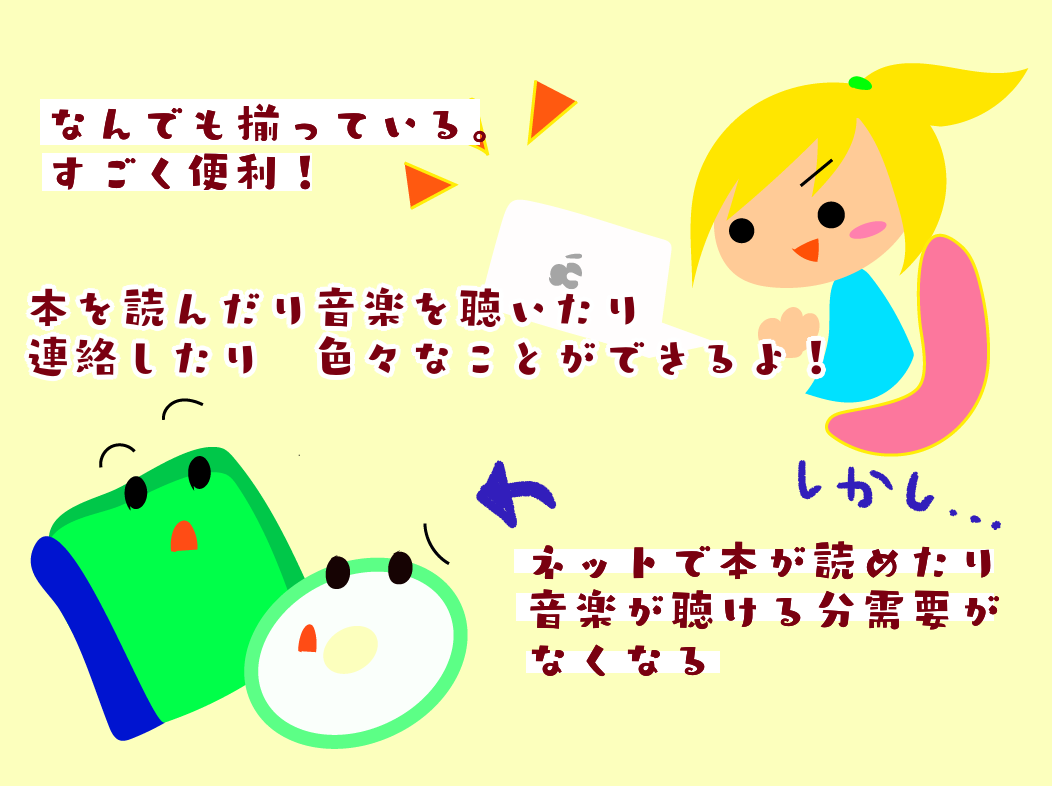 なんでも揃っている。
すごく便利！
本を読んだり音楽を聴いたり
連絡したり　色々なことができるよ！
しかし...
ネットで本が読めたり
音楽が聴ける分需要が
なくなる